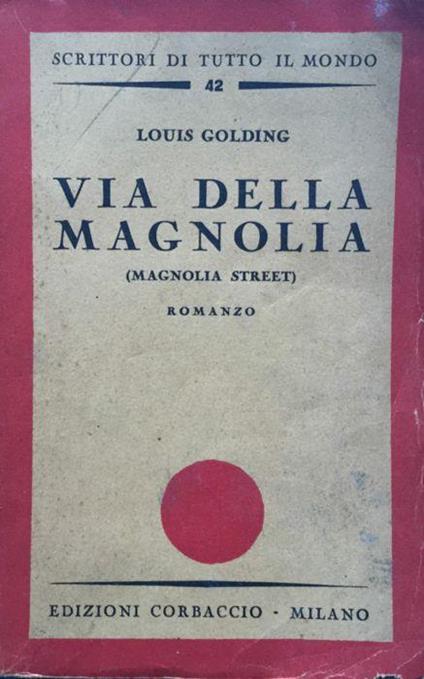 SCRITTORI DI TUTTO IL MONDO
42
LOUIS GOLDING
VIA DELLA
MAGNOLIA
(MAGNOLIA STREET)
ROMANZO
EDIZIONI CORBACCIO - MILANO